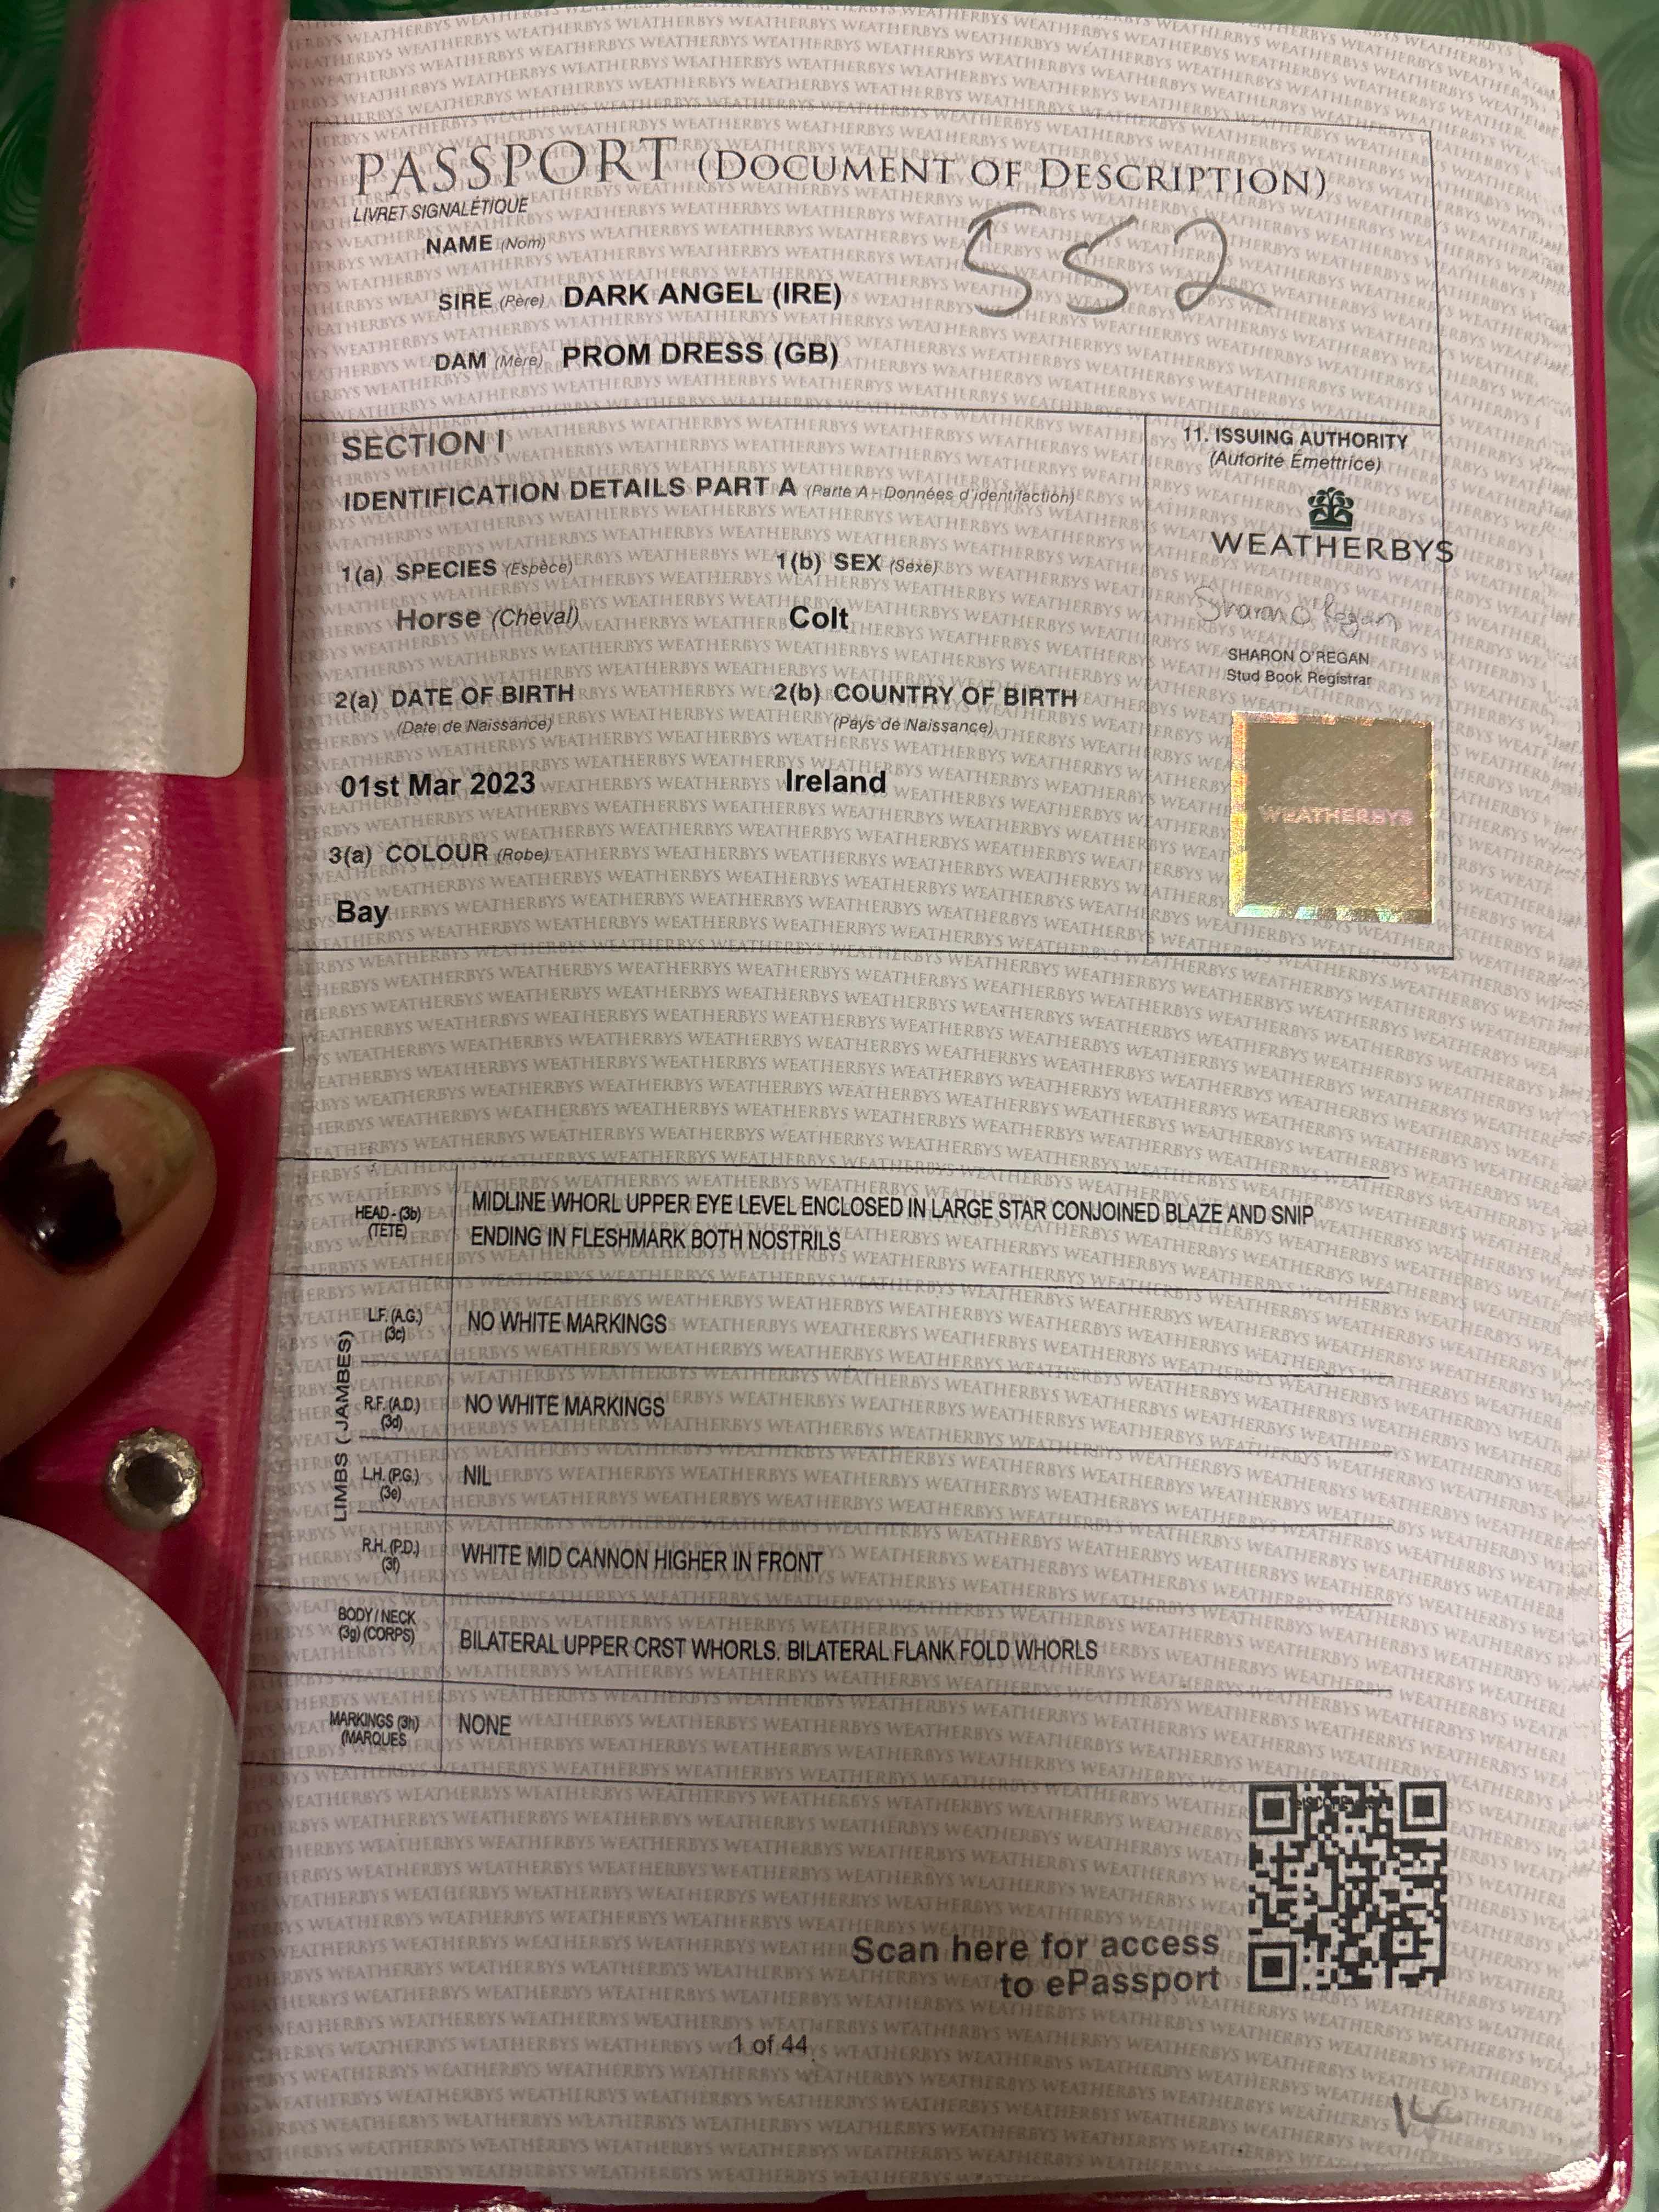 PASSPORT (DOCUMENT OF DESCRIPTION)
LIVRET SIGNALÉTIQUE
552
NAME (Nom)
SIRE (Père) DARK ANGEL (IRE)
DAM (Mère) PROM DRESS (GB)
SECTION I
IDENTIFICATION DETAILS PART A (Parte A - Données d'identifaction)
1(a) SPECIES (Espèce)
1(b) SEX (Sexe)
Horse (Cheval)
Colt
2(a) DATE OF BIRTH
(Date de Naissance)
2(b) COUNTRY OF BIRTH
(Pays de Naissance)
01st Mar 2023
Ireland
3(a) COLOUR (Robe)
Bay
11. ISSUING AUTHORITY
(Autorité Émettrice)
WEATHERBYS
Sharon O'Regan
SHARON O'REGAN
Stud Book Registrar
WEATHERBYS
HEAD - (3b)
(TETE)
MIDLINE WHORL UPPER EYE LEVEL ENCLOSED IN LARGE STAR CONJOINED BLAZE AND SNIP
ENDING IN FLESHMARK BOTH NOSTRILS
LIMBS (JAMBES)
L.F. (A.G.)
(3c)
NO WHITE MARKINGS
R.F. (A.D.)
(3d)
NO WHITE MARKINGS
L.H. (P.G.)
(3e)
NIL
R.H. (P.D.)
(3f)
WHITE MID CANNON HIGHER IN FRONT
BODY / NECK
(3g) (CORPS)
BILATERAL UPPER CRST WHORLS. BILATERAL FLANK FOLD WHORLS
MARKINGS (3h)
(MARQUES
NONE
Scan here for access
to ePassport
1 of 44
14